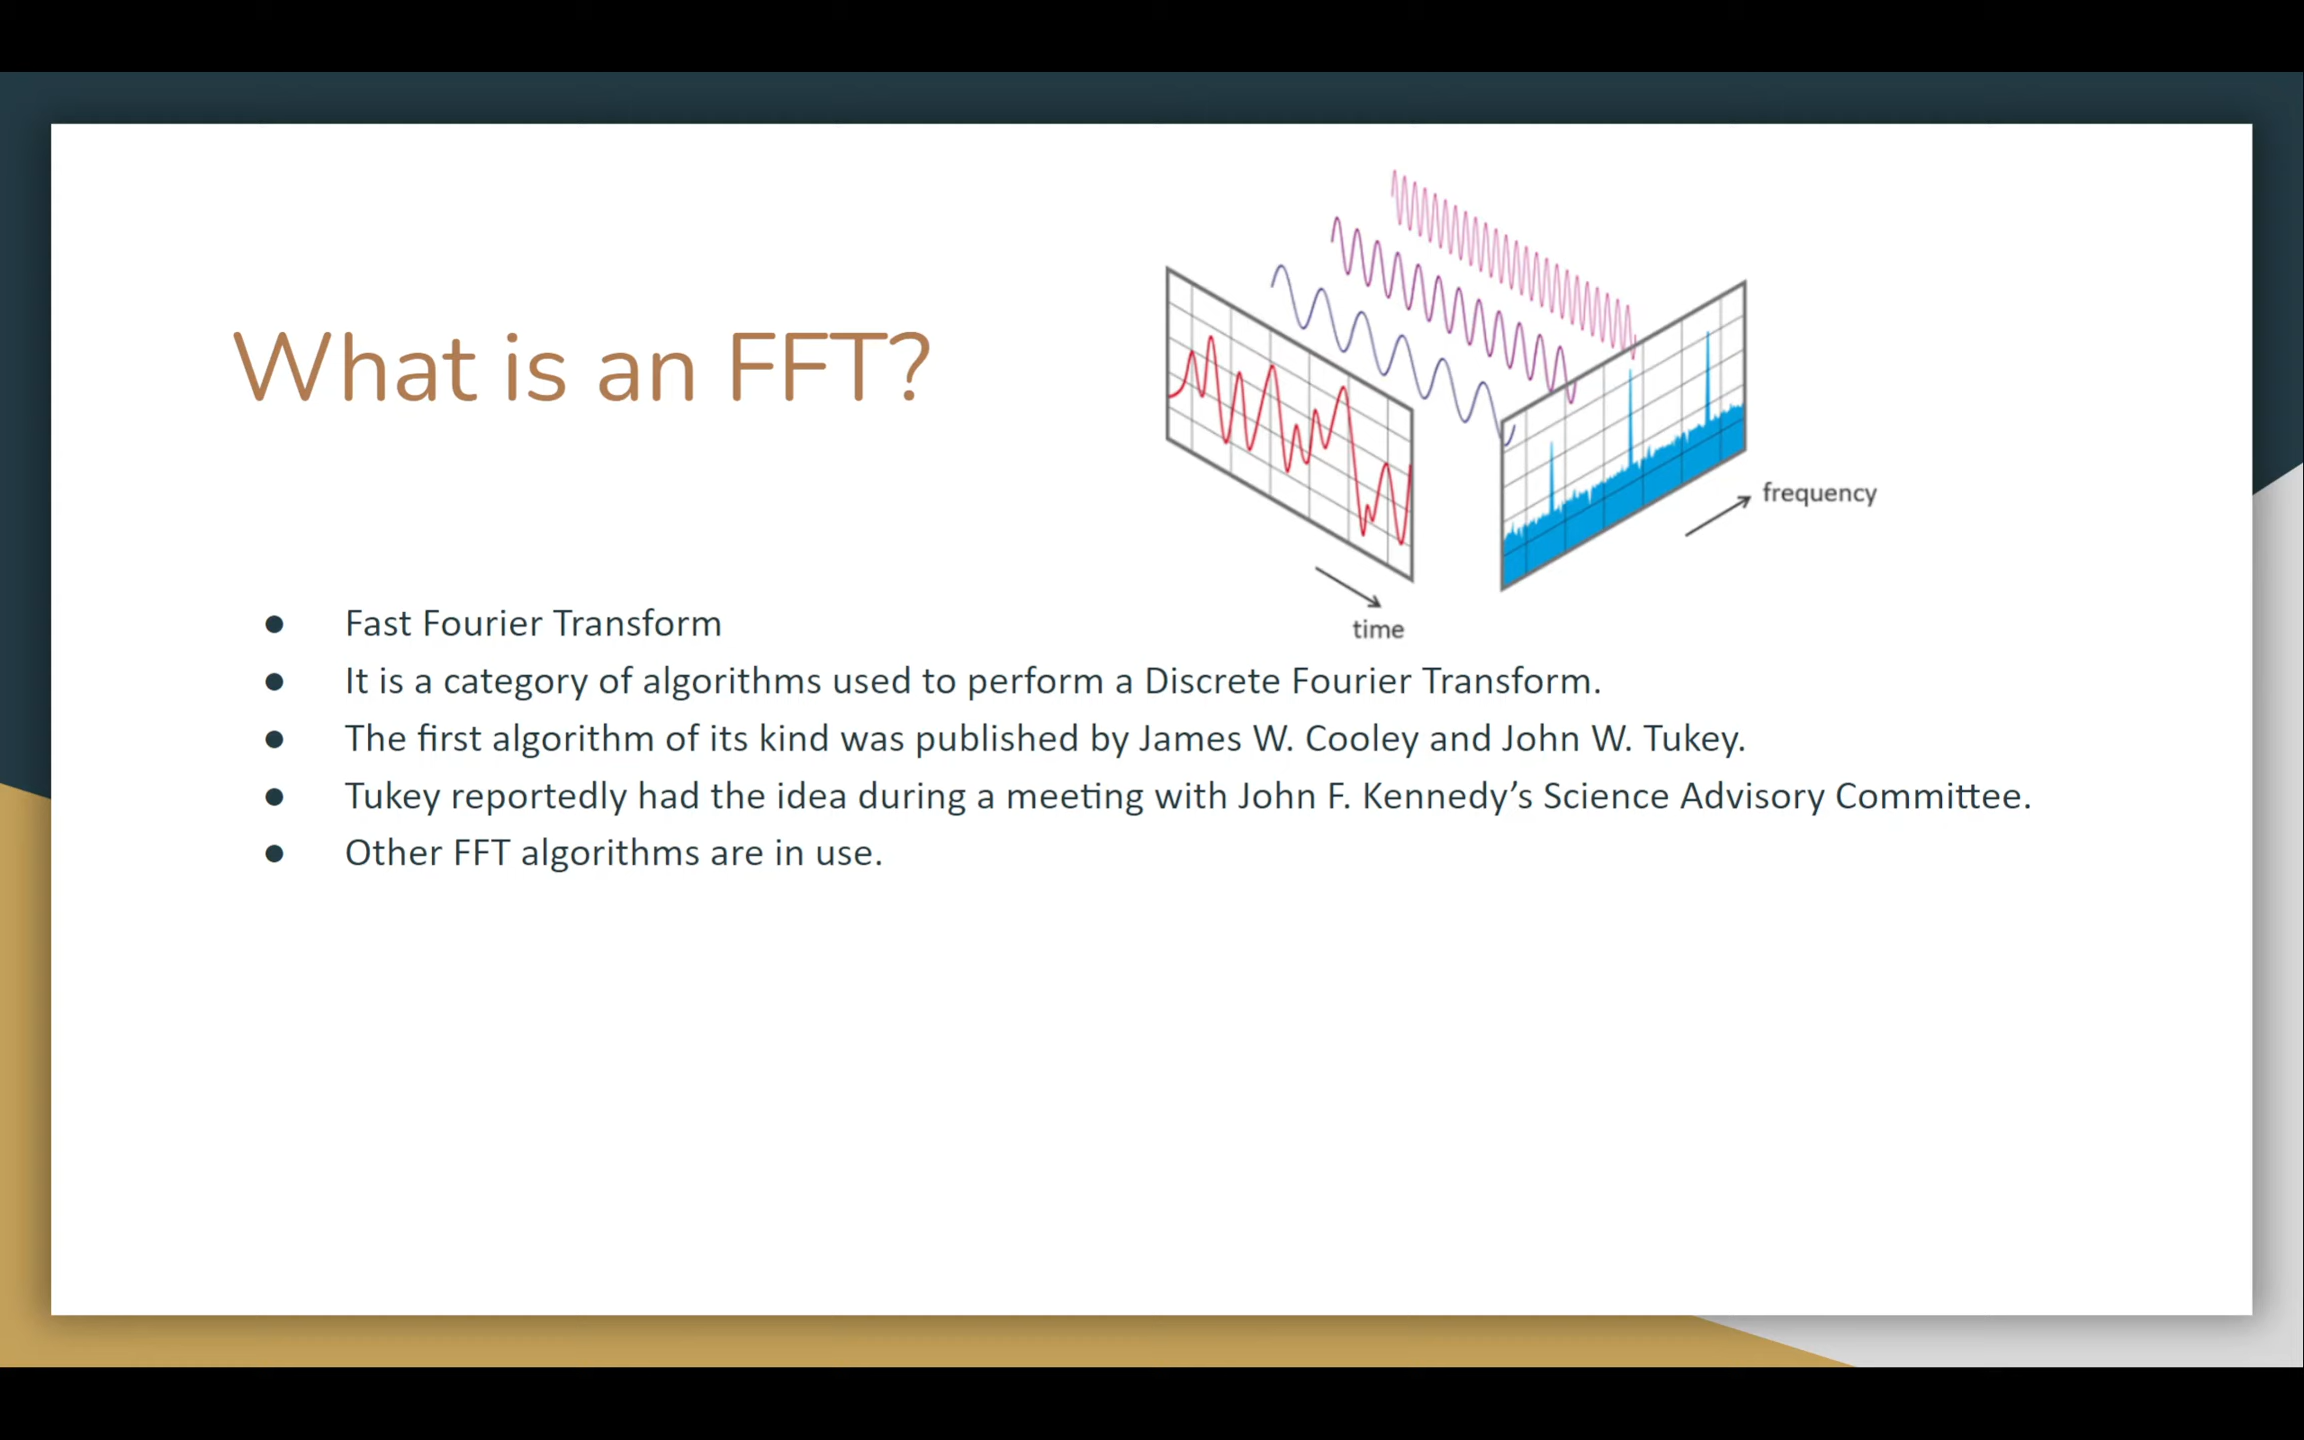 What is an FFT?
frequency
time
● Fast Fourier Transform
● It is a category of algorithms used to perform a Discrete Fourier Transform.
● The first algorithm of its kind was published by James W. Cooley and John W. Tukey.
● Tukey reportedly had the idea during a meeting with John F. Kennedy’s Science Advisory Committee.
● Other FFT algorithms are in use.